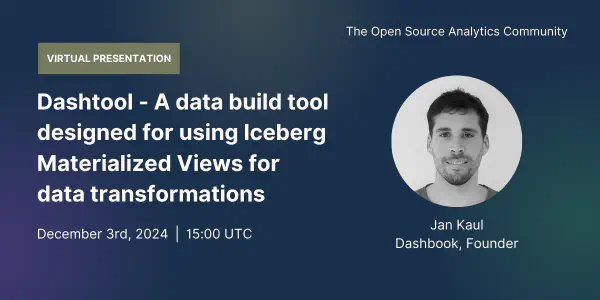 The Open Source Analytics Community
VIRTUAL PRESENTATION
Dashtool - A data build tool
designed for using Iceberg
Materialized Views for
data transformations
December 3rd, 2024 | 15:00 UTC
Jan Kaul
Dashbook, Founder